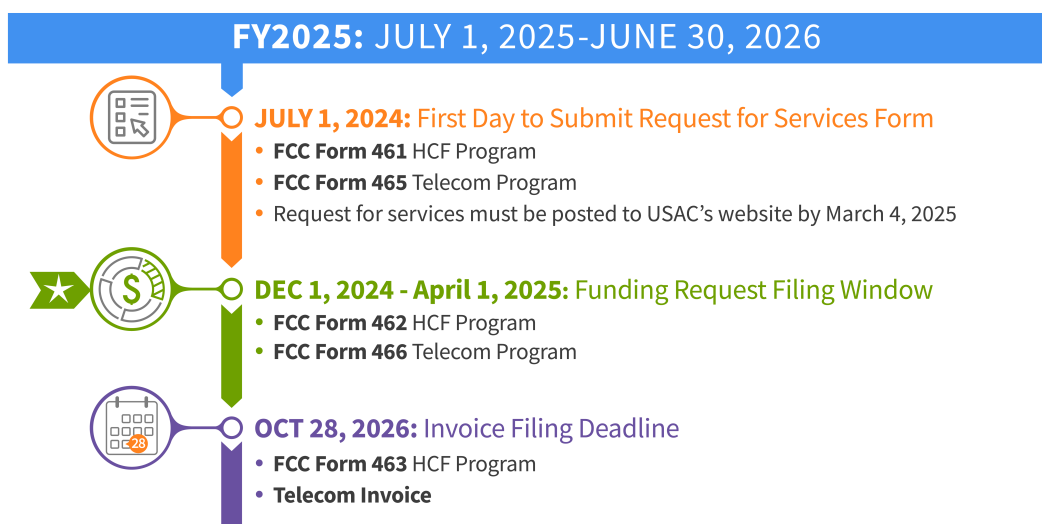 FY2025: JULY 1, 2025-JUNE 30, 2026
JULY 1, 2024: First Day to Submit Request for Services Form
• FCC Form 461 HCF Program
• FCC Form 465 Telecom Program
• Request for services must be posted to USAC’s website by March 4, 2025
DEC 1, 2024 - April 1, 2025: Funding Request Filing Window
$
• FCC Form 462 HCF Program
• FCC Form 466 Telecom Program
OCT 28, 2026: Invoice Filing Deadline
28
• FCC Form 463 HCF Program
• Telecom Invoice